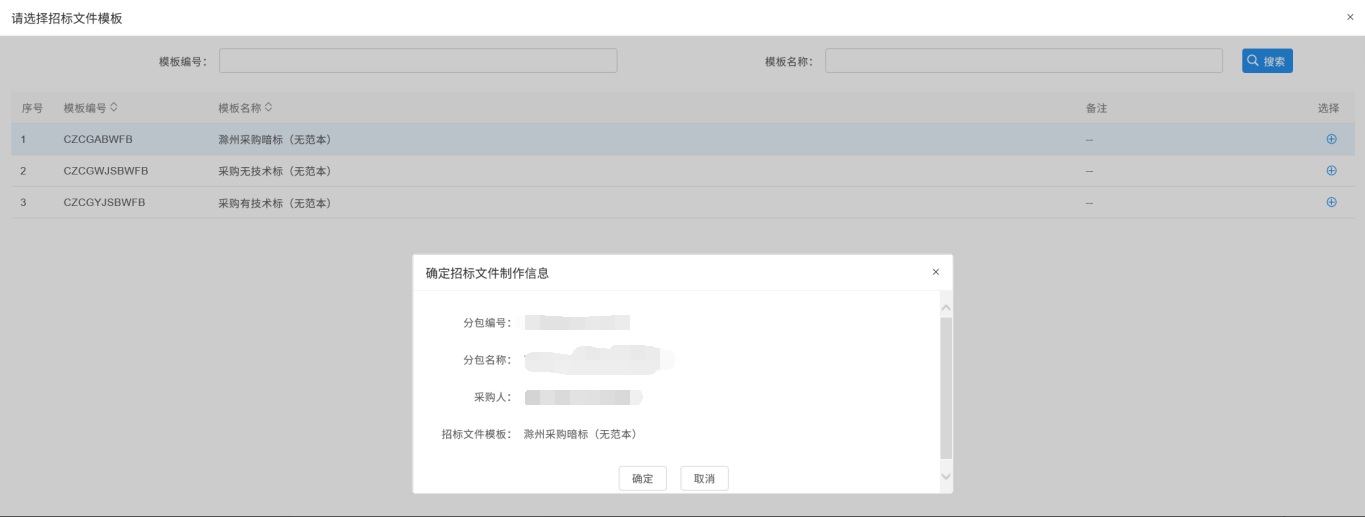 请选择招标文件模板 ×
模板编号： 模板名称： 搜索
序号 模板编号 模板名称 备注 选择
1 CZCGABWFB 滁州采购暗标（无范本） --
2 CZCGWJSBWFB 采购无技术标（无范本） --
3 CZCGYJSBWFB 采购有技术标（无范本） --
确定招标文件制作信息 ×
分包编号：
分包名称：
采购人：
招标文件模板： 滁州采购暗标（无范本）
确定 取消